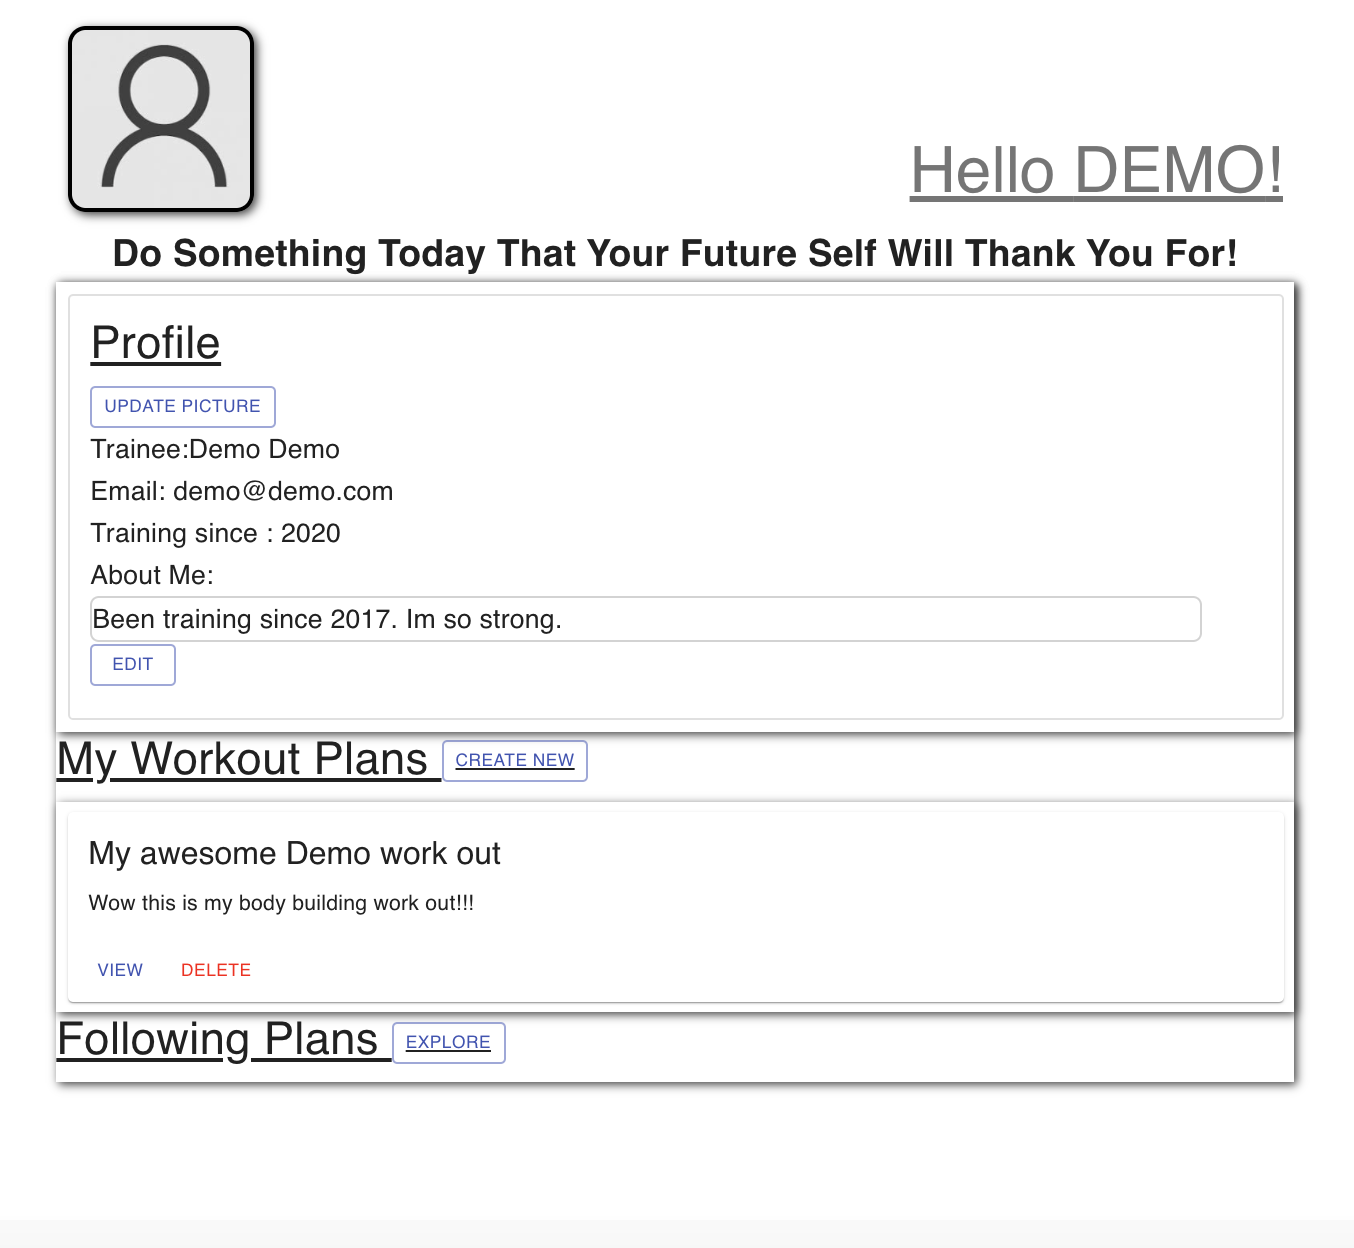 Hello DEMO!
Do Something Today That Your Future Self Will Thank You For!
Profile
UPDATE PICTURE
Trainee:Demo Demo
Email: demo@demo.com
Training since : 2020
About Me:
Been training since 2017. Im so strong.
EDIT
My Workout Plans CREATE NEW
My awesome Demo work out
Wow this is my body building work out!!!
VIEW DELETE
Following Plans EXPLORE